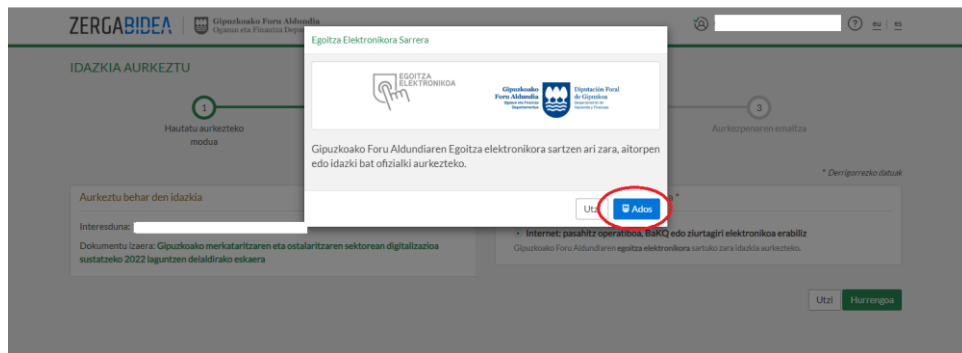 ZERGABIDEA
Gipuzkoako Foru Aldundia
Ogasun eta Finantza Depa
? eu | es
IDAZKIA AURKEZTU
1
Hautatu aurkezteko
modua
3
Aurkezpenaren emaitza
* Derrigorrezko datuak
Egoitza Elektronikora Sarrera
EGOITZA
ELEKTRONIKOA
Gipuzkoako
Foru Aldundia
Ogasun eta Finantza
Departamentua
Diputación Foral
de Gipuzkoa
Departamento de
Hacienda y Finanzas
Gipuzkoako Foru Aldundiaren Egoitza elektronikora sartzen ari zara, aitorpen
edo idazki bat ofizialki aurkezteko.
Utzi
Ados
Aurkeztu behar den idazkia
Interesduna:
Dokumentu izaera: Gipuzkoako merkataritzaren eta ostalaritzaren sektorean digitalizazioa
sustatzeko 2022 laguntzen deialdirako eskaera
*
Internet: pasahitz operatiboa, BaKQ edo ziurtagiri elektronikoa erabiliz
Gipuzkoako Foru Aldundiaren egoitza elektronikora sartuko zara idazkia aurkezteko.
Utzi
Hurrengoa